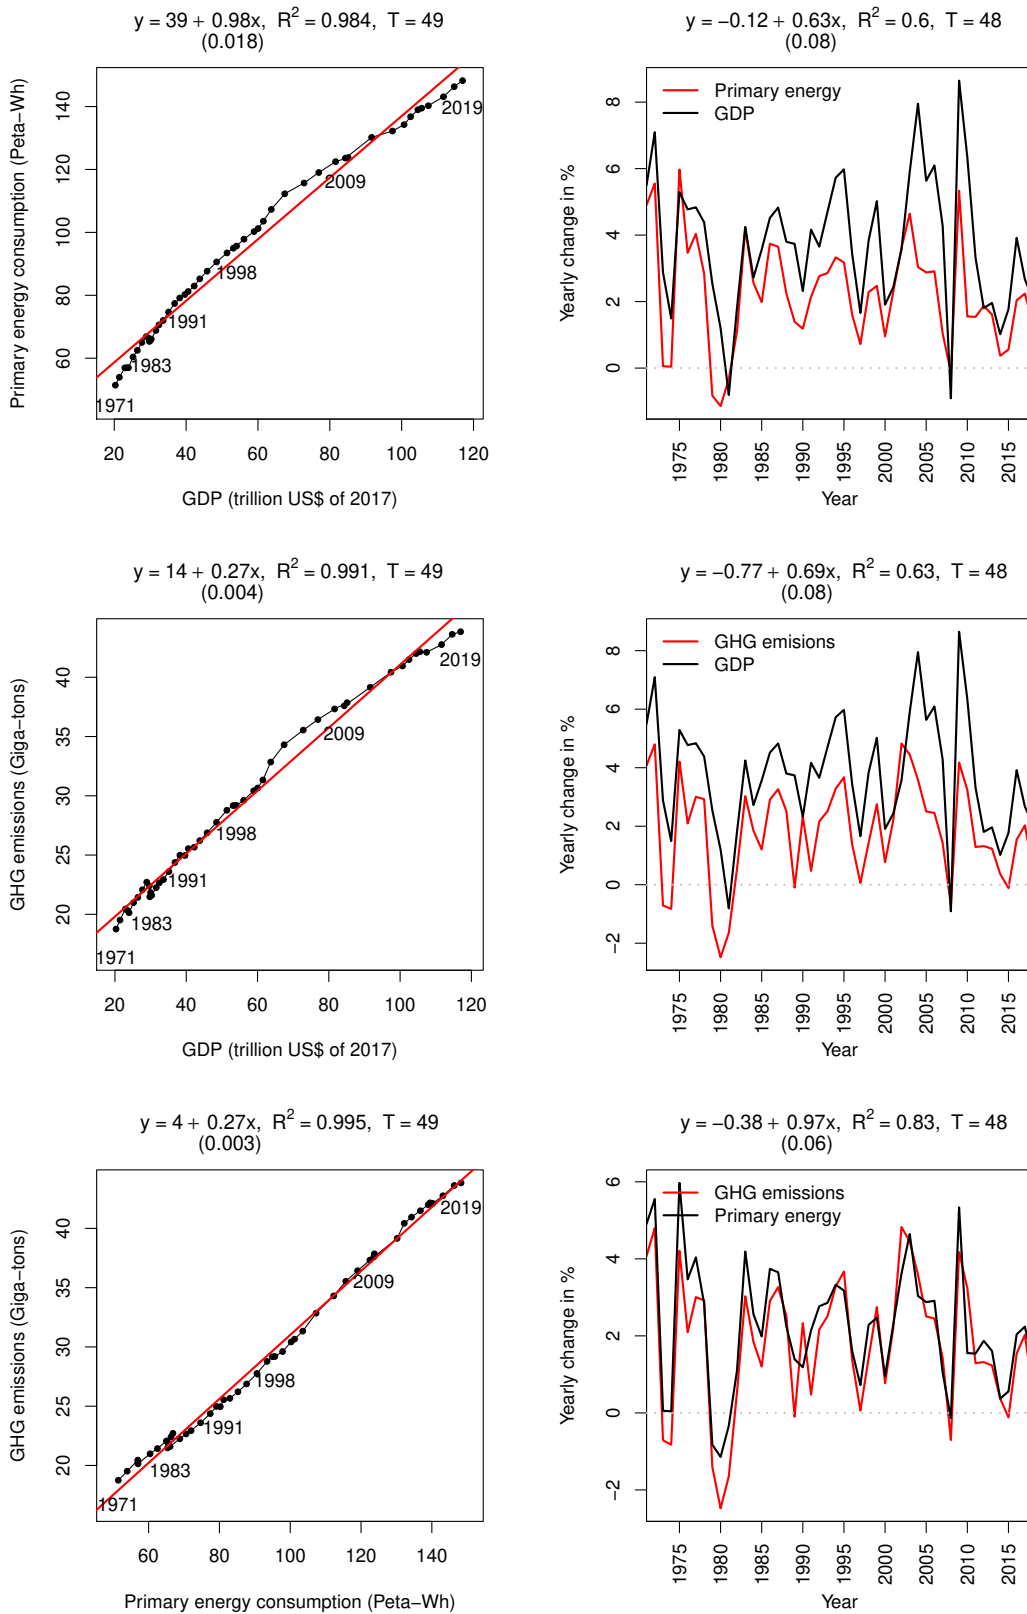 y = 39 + 0.98x,  R² = 0.984,  T = 49
(0.018)
Primary energy consumption (Peta−Wh)
60 80 100 120 140
1971
1983
1991
1998
2009
2019
20 40 60 80 100 120
GDP (trillion US$ of 2017)
y = −0.12 + 0.63x,  R² = 0.6,  T = 48
(0.08)
Yearly change in %
0 2 4 6 8
Primary energy
GDP
1975 1980 1985 1990 1995 2000 2005 2010 2015
Year
y = 14 + 0.27x,  R² = 0.991,  T = 49
(0.004)
GHG emissions (Giga−tons)
20 25 30 35 40
1971
1983
1991
1998
2009
2019
20 40 60 80 100 120
GDP (trillion US$ of 2017)
y = −0.77 + 0.69x,  R² = 0.63,  T = 48
(0.08)
Yearly change in %
−2 0 2 4 6 8
GHG emissions
GDP
1975 1980 1985 1990 1995 2000 2005 2010 2015
Year
y = 4 + 0.27x,  R² = 0.995,  T = 49
(0.003)
GHG emissions (Giga−tons)
20 25 30 35 40
1971
1983
1991
1998
2009
2019
60 80 100 120 140
Primary energy consumption (Peta−Wh)
y = −0.38 + 0.97x,  R² = 0.83,  T = 48
(0.06)
Yearly change in %
−2 0 2 4 6
GHG emissions
Primary energy
1975 1980 1985 1990 1995 2000 2005 2010 2015
Year